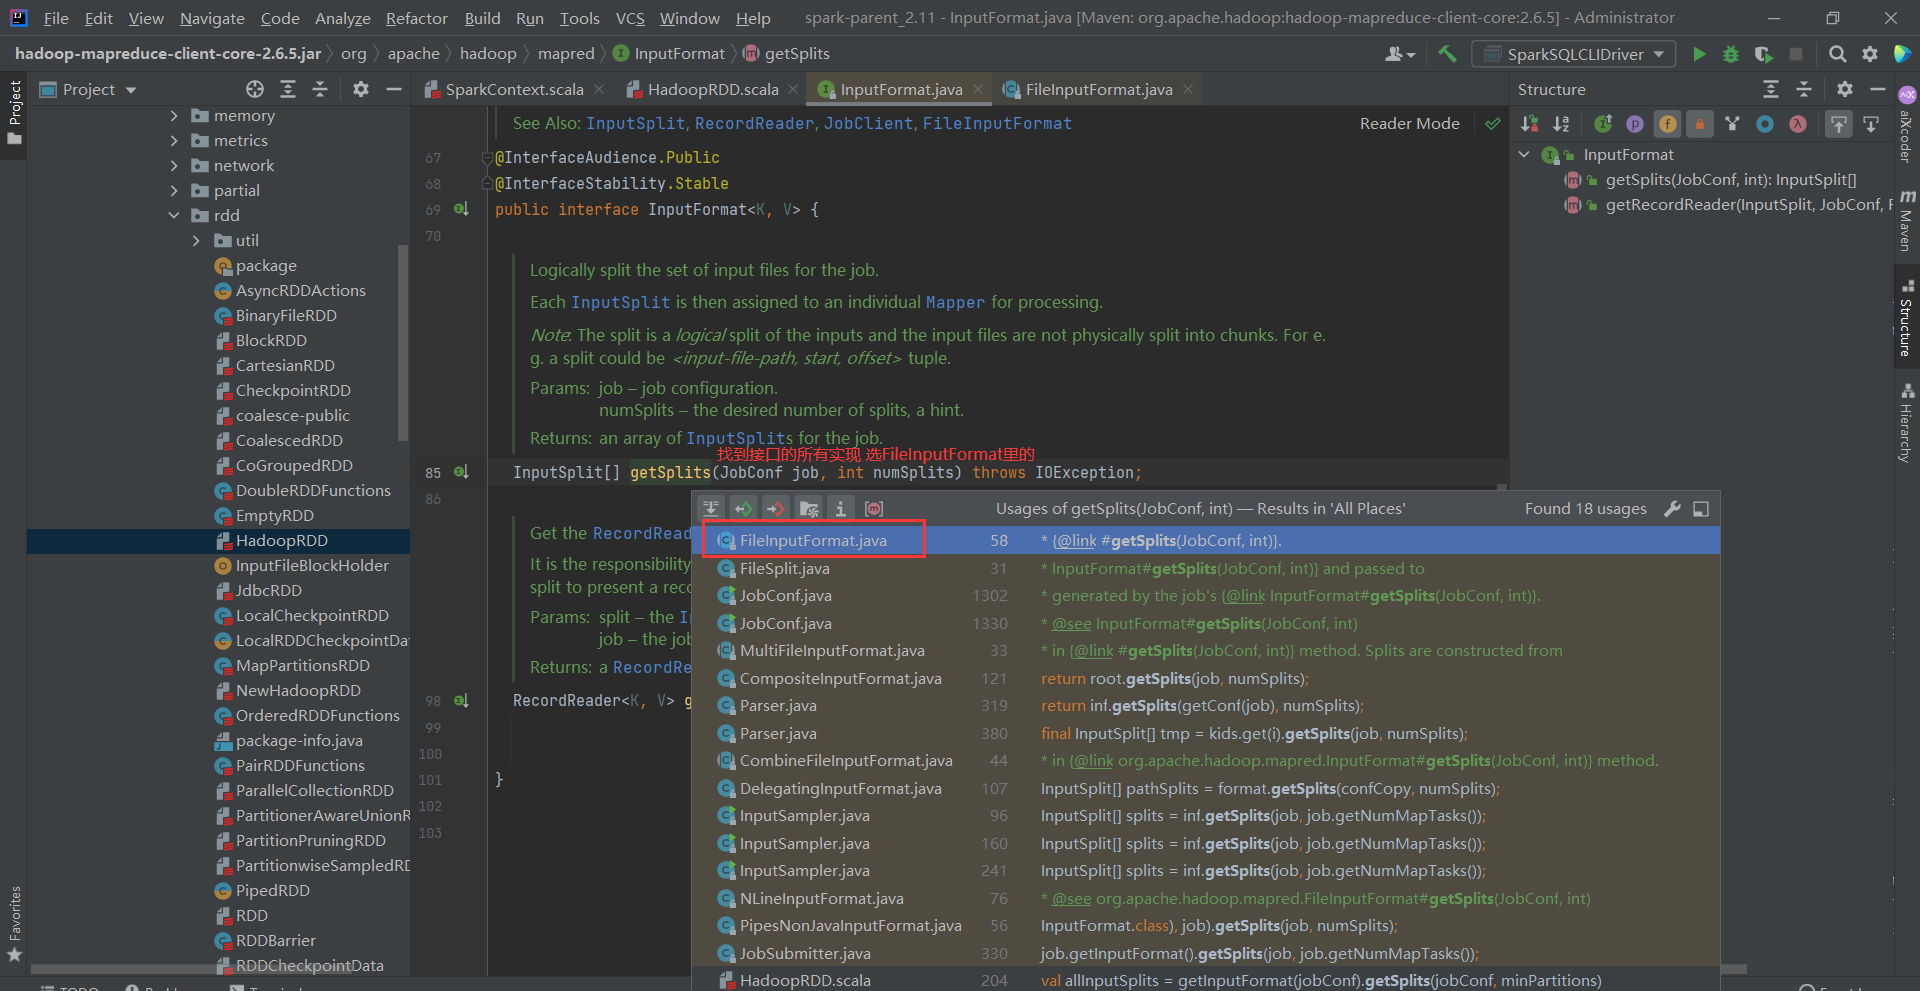 File Edit View Navigate Code Analyze Refactor Build Run Tools VCS Window Help spark-parent_2.11 - InputFormat.java [Maven: org.apache.hadoop:hadoop-mapreduce-client-core:2.6.5] - Administrator
hadoop-mapreduce-client-core-2.6.5.jar org apache hadoop mapred InputFormat getSplits SparkSQLCLIDriver
Project SparkContext.scala HadoopRDD.scala InputFormat.java FileInputFormat.java Structure
Project
Favorites
memory
metrics
network
partial
rdd
util
package
AsyncRDDActions
BinaryFileRDD
BlockRDD
CartesianRDD
CheckpointRDD
coalesce-public
CoalescedRDD
CoGroupedRDD
DoubleRDDFunctions
EmptyRDD
HadoopRDD
InputFileBlockHolder
JdbcRDD
LocalCheckpointRDD
LocalRDDCheckpointDat
MapPartitionsRDD
NewHadoopRDD
OrderedRDDFunctions
package-info.java
PairRDDFunctions
ParallelCollectionRDD
PartitionerAwareUnionR
PartitionPruningRDD
PartitionwiseSampledRD
PipedRDD
RDD
RDDBarrier
RDDCheckpointData
See Also: InputSplit, RecordReader, JobClient, FileInputFormat Reader Mode
67 @InterfaceAudience.Public
68 @InterfaceStability.Stable
69 public interface InputFormat<K, V> {
70
Logically split the set of input files for the job.
Each InputSplit is then assigned to an individual Mapper for processing.
Note: The split is a logical split of the inputs and the input files are not physically split into chunks. For e.
g. a split could be <input-file-path, start, offset> tuple.
Params: job – job configuration.
numSplits – the desired number of splits, a hint.
Returns: an array of InputSplits for the job.
找到接口的所有实现 选FileInputFormat里的
85 InputSplit[] getSplits(JobConf job, int numSplits) throws IOException;
86
Get the RecordRead
It is the responsibility
split to present a reco
Params: split – the I
job – the job
Returns: a RecordRe
98 RecordReader<K, V> g
99
100
101 }
102
103
Usages of getSplits(JobConf, int) — Results in 'All Places' Found 18 usages
FileInputFormat.java 58 * {@link #getSplits(JobConf, int)}.
FileSplit.java 31 * InputFormat#getSplits(JobConf, int)} and passed to
JobConf.java 1302 * generated by the job's {@link InputFormat#getSplits(JobConf, int)}.
JobConf.java 1330 * @see InputFormat#getSplits(JobConf, int)
MultiFileInputFormat.java 33 * in {@link #getSplits(JobConf, int)} method. Splits are constructed from
CompositeInputFormat.java 121 return root.getSplits(job, numSplits);
Parser.java 319 return inf.getSplits(getConf(job), numSplits);
Parser.java 380 final InputSplit[] tmp = kids.get(i).getSplits(job, numSplits);
CombineFileInputFormat.java 44 * in {@link org.apache.hadoop.mapred.InputFormat#getSplits(JobConf, int)} method.
DelegatingInputFormat.java 107 InputSplit[] pathSplits = format.getSplits(confCopy, numSplits);
InputSampler.java 96 InputSplit[] splits = inf.getSplits(job, job.getNumMapTasks());
InputSampler.java 160 InputSplit[] splits = inf.getSplits(job, job.getNumMapTasks());
InputSampler.java 241 InputSplit[] splits = inf.getSplits(job, job.getNumMapTasks());
NLineInputFormat.java 76 * @see org.apache.hadoop.mapred.FileInputFormat#getSplits(JobConf, int)
PipesNonJavaInputFormat.java 56 InputFormat.class), job).getSplits(job, numSplits);
JobSubmitter.java 330 job.getInputFormat().getSplits(job, job.getNumMapTasks());
HadoopRDD.scala 204 val allInputSplits = getInputFormat(jobConf).getSplits(jobConf, minPartitions)
InputFormat
getSplits(JobConf, int): InputSplit[]
getRecordReader(InputSplit, JobConf, R
aiXcoder
Maven
Structure
Hierarchy